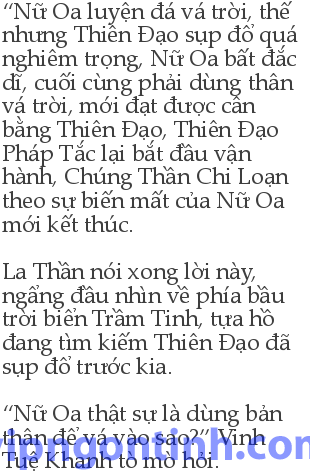 “Nữ Oa luyện đá vá trời, thế
nhưng Thiên Đạo sụp đổ quá
nghiêm trọng, Nữ Oa bất đắc
dĩ, cuối cùng phải dùng thân
vá trời, mới đạt được cân
bằng Thiên Đạo, Thiên Đạo
Pháp Tắc lại bắt đầu vận
hành, Chúng Thần Chi Loạn
theo sự biến mất của Nữ Oa
mới kết thúc.
La Thần nói xong lời này,
ngẩng đầu nhìn về phía bầu
trời biển Trầm Tinh, tựa hồ
đang tìm kiếm Thiên Đạo đã
sụp đổ trước kia.
“Nữ Oa thật sự là dùng bản
thân để vá vào sao?” Vinh
Tuệ Khanh tò mò hỏi.